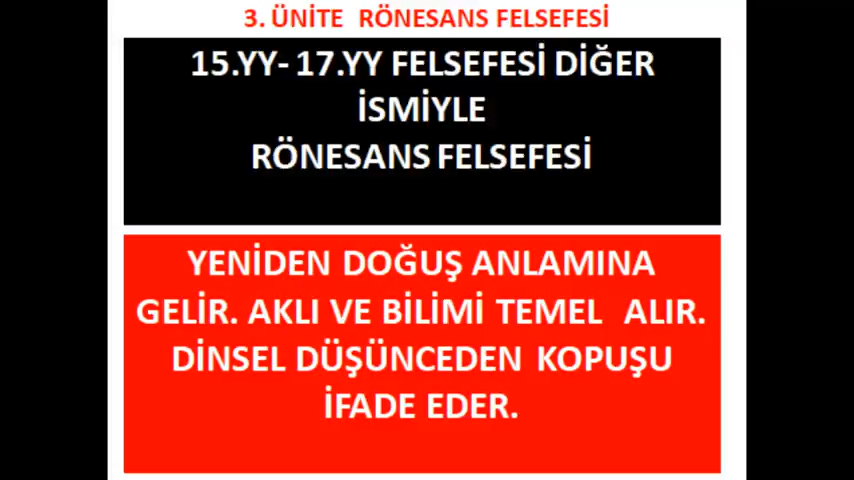 3. ÜNİTE RÖNESANS FELSEFESİ
15.YY- 17.YY FELSEFESİ DİĞER
İSMİYLE
RÖNESANS FELSEFESİ
YENİDEN DOĞUŞ ANLAMINA
GELİR. AKLI VE BİLİMİ TEMEL ALIR.
DİNSEL DÜŞÜNCEDEN KOPUŞU
İFADE EDER.